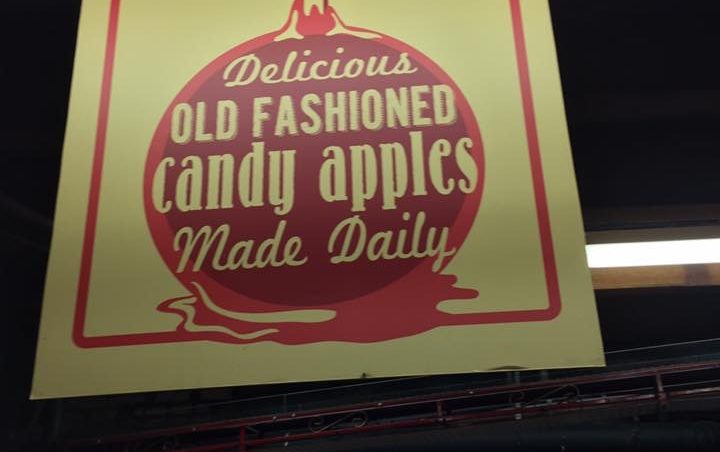 Delicious
OLD FASHIONED
candy apples
Made Daily